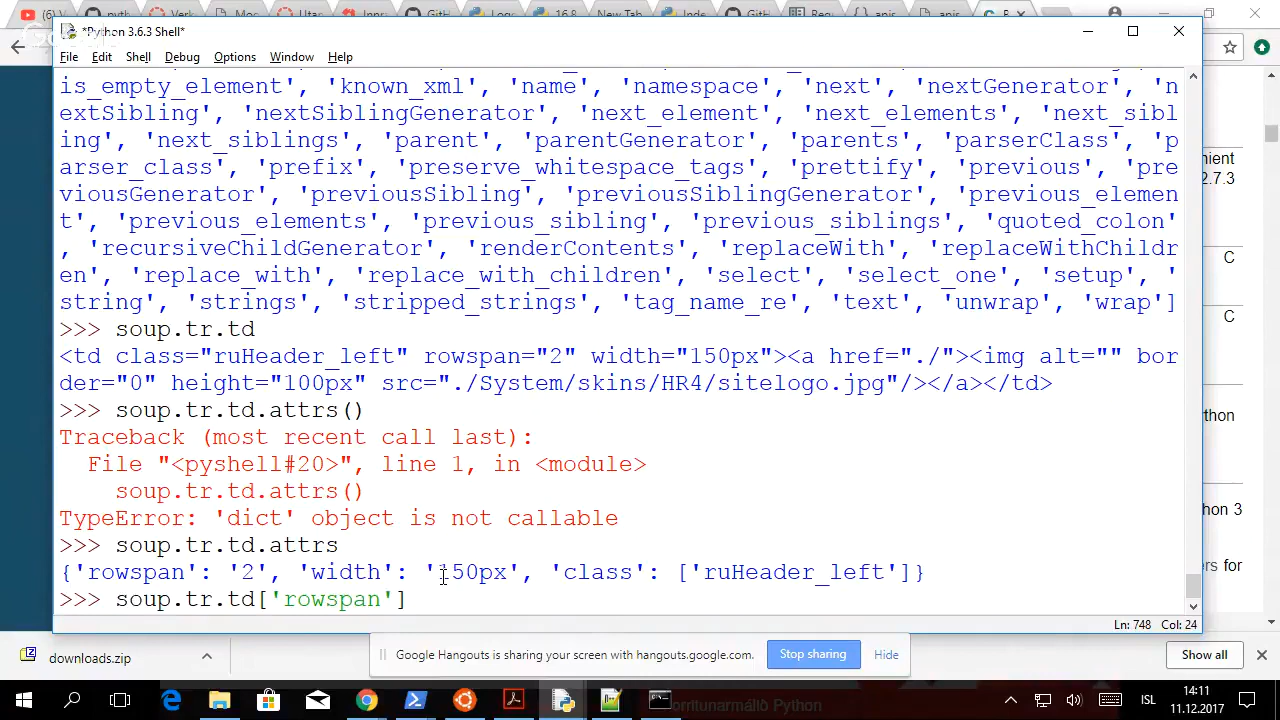 *Python 3.6.3 Shell*
File Edit Shell Debug Options Window Help
is_empty_element', 'known_xml', 'name', 'namespace', 'next', 'nextGenerator', 'n
extSibling', 'nextSiblingGenerator', 'next_element', 'next_elements', 'next_sibl
ing', 'next_siblings', 'parent', 'parentGenerator', 'parents', 'parserClass', 'p
arser_class', 'prefix', 'preserve_whitespace_tags', 'prettify', 'previous', 'pre
viousGenerator', 'previousSibling', 'previousSiblingGenerator', 'previous_elemen
t', 'previous_elements', 'previous_sibling', 'previous_siblings', 'quoted_colon'
, 'recursiveChildGenerator', 'renderContents', 'replaceWith', 'replaceWithChildr
en', 'replace_with', 'replace_with_children', 'select', 'select_one', 'setup', '
string', 'strings', 'stripped_strings', 'tag_name_re', 'text', 'unwrap', 'wrap']
>>> soup.tr.td
<td class="ruHeader_left" rowspan="2" width="150px"><a href="./"><img alt="" bor
der="0" height="100px" src="./System/skins/HR4/sitelogo.jpg"/></a></td>
>>> soup.tr.td.attrs()
Traceback (most recent call last):
  File "<pyshell#20>", line 1, in <module>
    soup.tr.td.attrs()
TypeError: 'dict' object is not callable
>>> soup.tr.td.attrs
{'rowspan': '2', 'width': '150px', 'class': ['ruHeader_left']}
>>> soup.tr.td['rowspan']
Ln: 748 Col: 24
2.7.3
C
C
thon 3
ers for
downloads.zip
Google Hangouts is sharing your screen with hangouts.google.com.
Stop sharing
Hide
Show all
ISL
14:11
11.12.2017